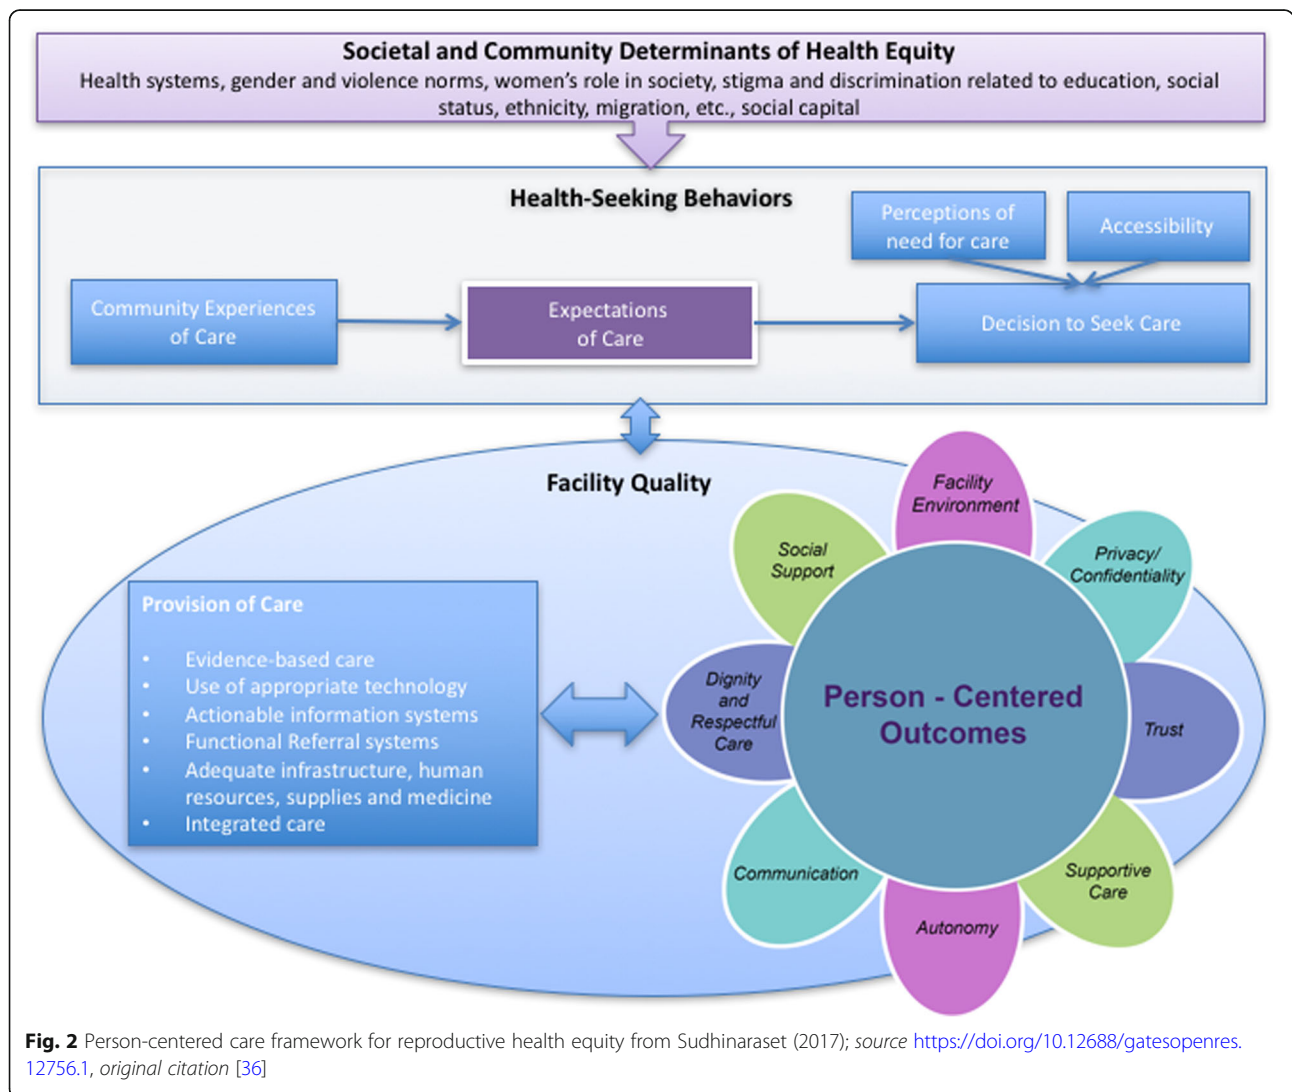 Societal and Community Determinants of Health Equity
Health systems, gender and violence norms, women's role in society, stigma and discrimination related to education, social
status, ethnicity, migration, etc., social capital
Health-Seeking Behaviors
Perceptions of
need for care
Accessibility
Community Experiences
of Care
Expectations
of Care
Decision to Seek Care
Facility Quality
Provision of Care
• Evidence-based care
• Use of appropriate technology
• Actionable information systems
• Functional Referral systems
• Adequate infrastructure, human
resources, supplies and medicine
• Integrated care
Facility
Environment
Privacy/
Confidentiality
Trust
Supportive
Care
Autonomy
Communication
Dignity
and
Respectful
Care
Social
Support
Person - Centered
Outcomes
Fig. 2 Person-centered care framework for reproductive health equity from Sudhinaraset (2017); source https://doi.org/10.12688/gatesopenres.
12756.1, original citation [36]